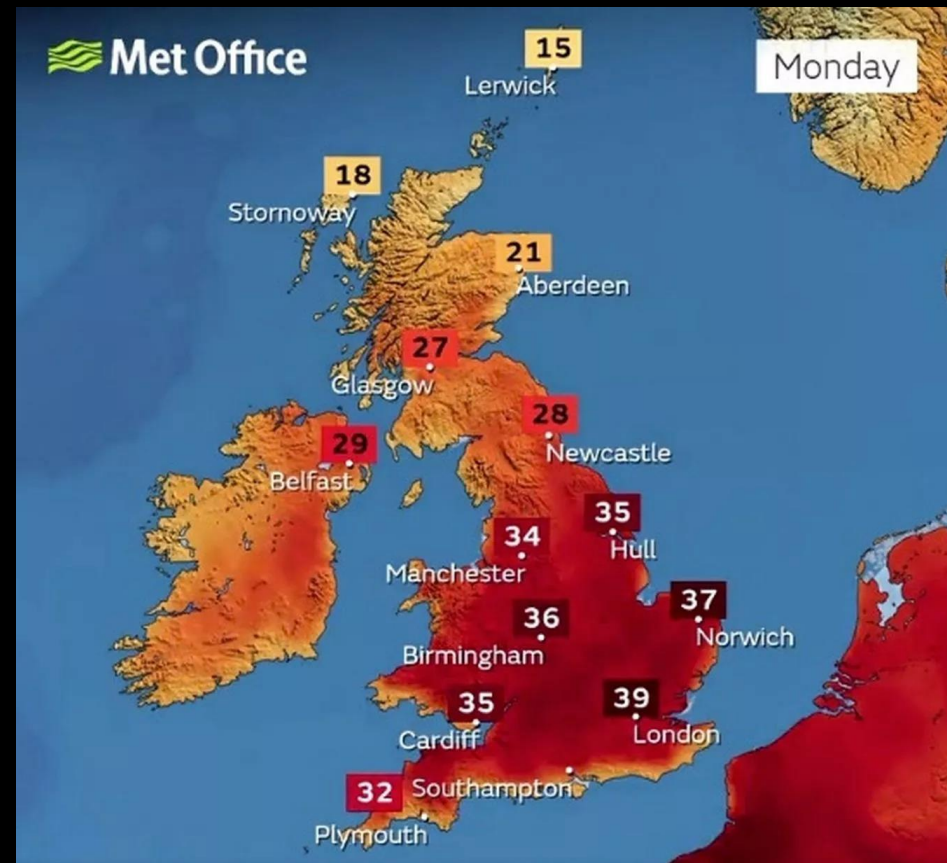 Met Office
Monday
15
Lerwick
18
Stornoway
21
Aberdeen
27
Glasgow
28
Newcastle
29
Belfast
35
Hull
34
Manchester
37
Norwich
36
Birmingham
39
London
35
Cardiff
Southampton
32
Plymouth